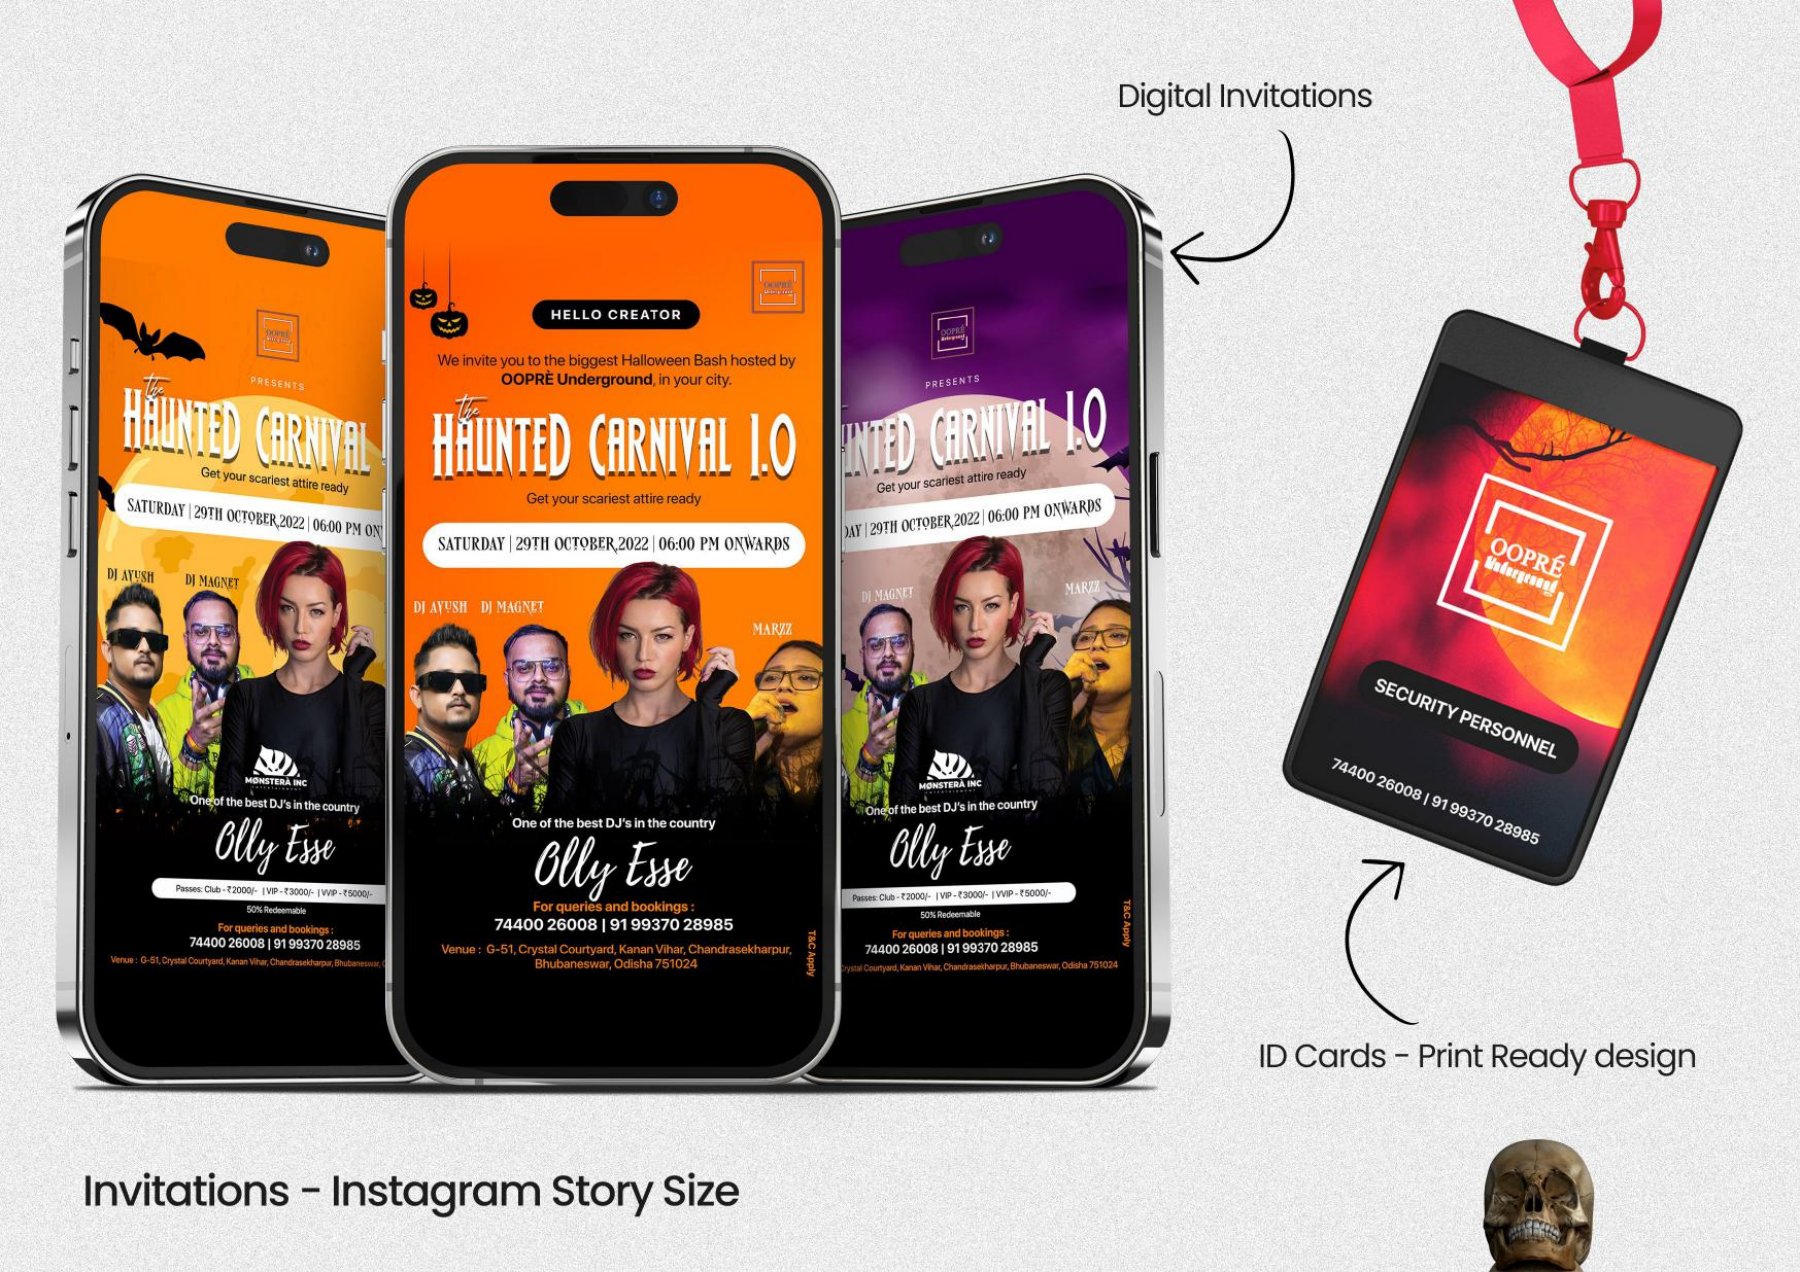 Digital Invitations
OOPRÉ
PRESENTS
The
HAUNTED CARNIVAL
Get your scariest attire ready
SATURDAY | 29TH OCTOBER,2022 | 06:00 PM ON
DJ AYUSH
DJ MAGNET
MØNSTERÀ INC
ENTERTAINMENT
One of the best DJ's in the country
Olly Esse
Passes: Club - ₹2000/- | VIP - ₹3000/- | VVIP - ₹5000/-
50% Redeemable
For queries and bookings :
74400 26008 | 91 99370 28985
Venue : G-51, Crystal Courtyard, Kanan Vihar, Chandrasekharpur, Bhubaneswar,
OOPRÉ
HELLO CREATOR
We invite you to the biggest Halloween Bash hosted by
OOPRÈ Underground, in your city.
The
HAUNTED CARNIVAL 1.0
Get your scariest attire ready
SATURDAY | 29TH OCTOBER,2022 | 06:00 PM ONWARDS
DJ AYUSH DJ MAGNET
MARZZ
One of the best DJ's in the country
Olly Esse
For queries and bookings :
74400 26008 | 91 99370 28985
Venue : G-51, Crystal Courtyard, Kanan Vihar, Chandrasekharpur,
Bhubaneswar, Odisha 751024
T&C Apply
OOPRÉ
PRESENTS
UNTED CARNIVAL 1.0
Get your scariest attire ready
DAY | 29TH OCTOBER,2022 | 06:00 PM ONWARDS
DJ MAGNET
MARZZ
MØNSTERÀ INC
ENTERTAINMENT
One of the best DJ's in the country
Olly Esse
Passes: Club - ₹2000/- | VIP - ₹3000/- | VVIP - ₹5000/-
50% Redeemable
For queries and bookings :
74400 26008 | 91 99370 28985
Crystal Courtyard, Kanan Vihar, Chandrasekharpur, Bhubaneswar, Odisha 751024
T&C Apply
OOPRÉ
Underground
SECURITY PERSONNEL
74400 26008 | 91 99370 28985
ID Cards - Print Ready design
Invitations - Instagram Story Size